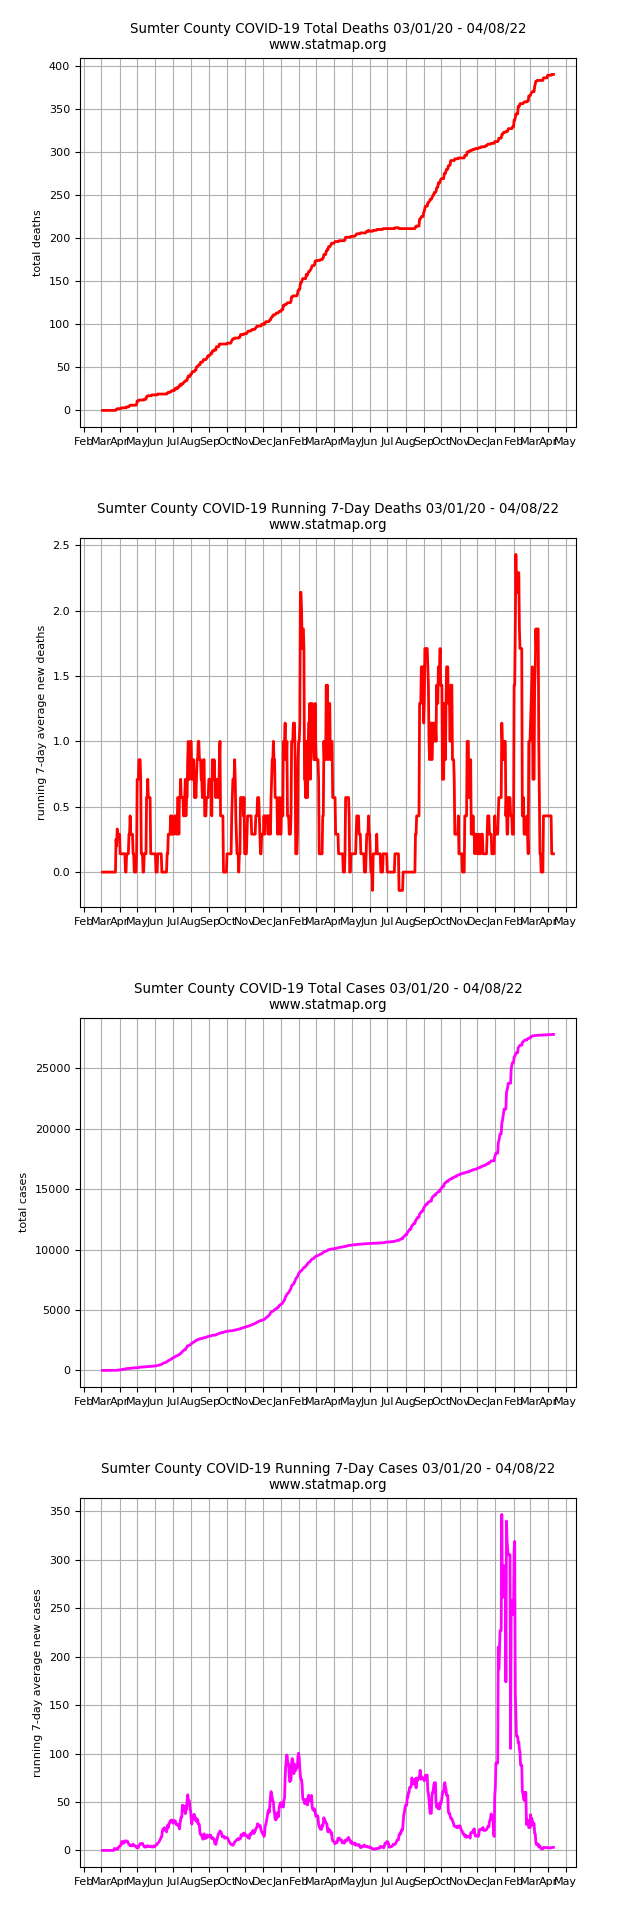 Sumter County COVID-19 Total Deaths 03/01/20 - 04/08/22
www.statmap.org
400
350
300
250
200
150
100
50
0
total deaths
Feb Mar Apr May Jun Jul Aug Sep Oct Nov Dec Jan Feb Mar Apr May Jun Jul Aug Sep Oct Nov Dec Jan Feb Mar Apr May
Sumter County COVID-19 Running 7-Day Deaths 03/01/20 - 04/08/22
www.statmap.org
2.5
2.0
1.5
1.0
0.5
0.0
running 7-day average new deaths
Feb Mar Apr May Jun Jul Aug Sep Oct Nov Dec Jan Feb Mar Apr May Jun Jul Aug Sep Oct Nov Dec Jan Feb Mar Apr May
Sumter County COVID-19 Total Cases 03/01/20 - 04/08/22
www.statmap.org
25000
20000
15000
10000
5000
0
total cases
Feb Mar Apr May Jun Jul Aug Sep Oct Nov Dec Jan Feb Mar Apr May Jun Jul Aug Sep Oct Nov Dec Jan Feb Mar Apr May
Sumter County COVID-19 Running 7-Day Cases 03/01/20 - 04/08/22
www.statmap.org
350
300
250
200
150
100
50
0
running 7-day average new cases
Feb Mar Apr May Jun Jul Aug Sep Oct Nov Dec Jan Feb Mar Apr May Jun Jul Aug Sep Oct Nov Dec Jan Feb Mar Apr May